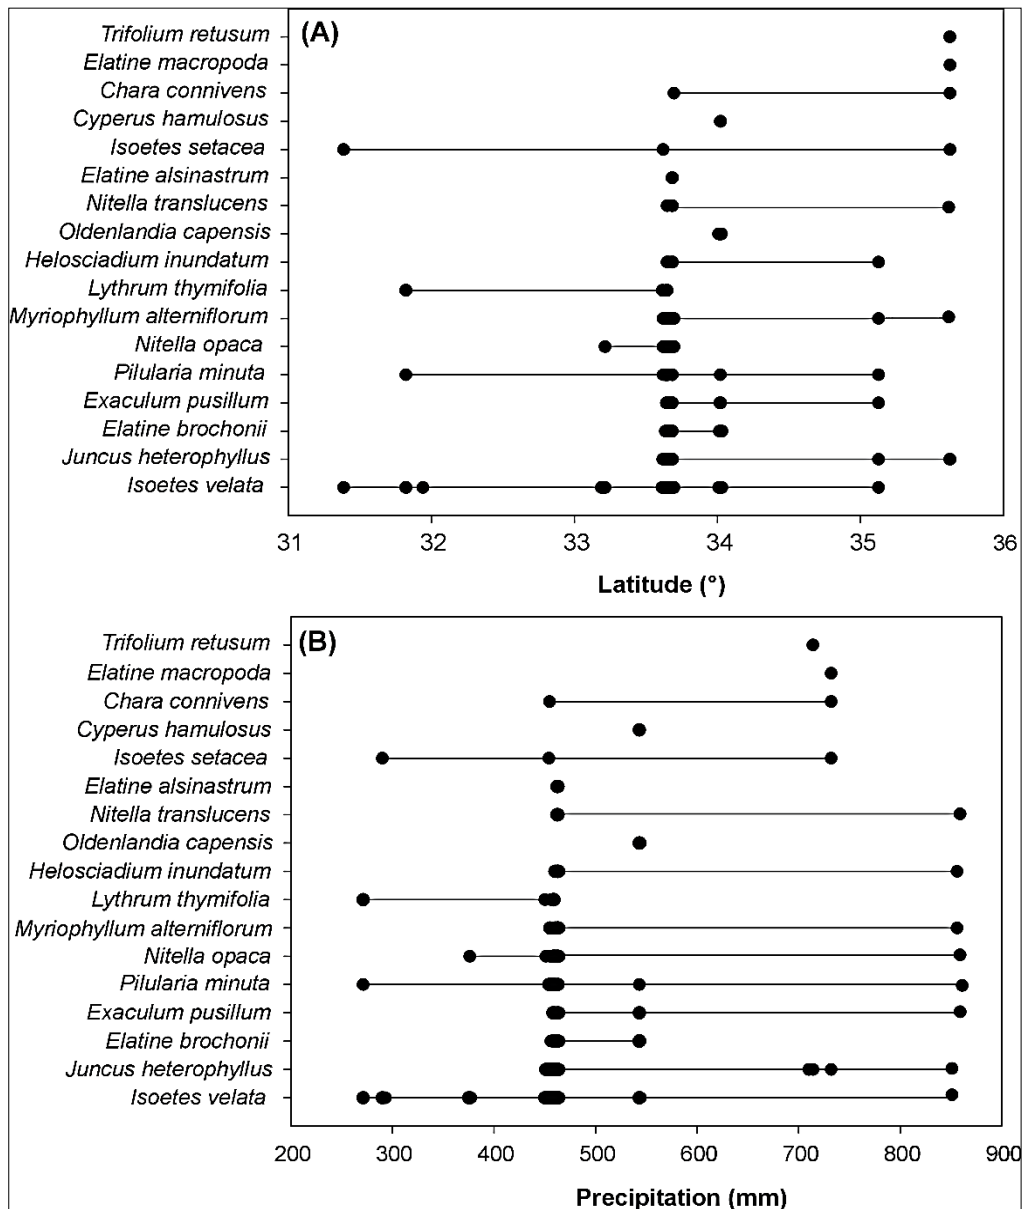 (A)
Trifolium retusum
Elatine macropoda
Chara connivens
Cyperus hamulosus
Isoetes setacea
Elatine alsinastrum
Nitella translucens
Oldenlandia capensis
Helosciadium inundatum
Lythrum thymifolia
Myriophyllum alterniflorum
Nitella opaca
Pilularia minuta
Exaculum pusillum
Elatine brochonii
Juncus heterophyllus
Isoetes velata
31 32 33 34 35 36
Latitude (°)
(B)
Trifolium retusum
Elatine macropoda
Chara connivens
Cyperus hamulosus
Isoetes setacea
Elatine alsinastrum
Nitella translucens
Oldenlandia capensis
Helosciadium inundatum
Lythrum thymifolia
Myriophyllum alterniflorum
Nitella opaca
Pilularia minuta
Exaculum pusillum
Elatine brochonii
Juncus heterophyllus
Isoetes velata
200 300 400 500 600 700 800 900
Precipitation (mm)